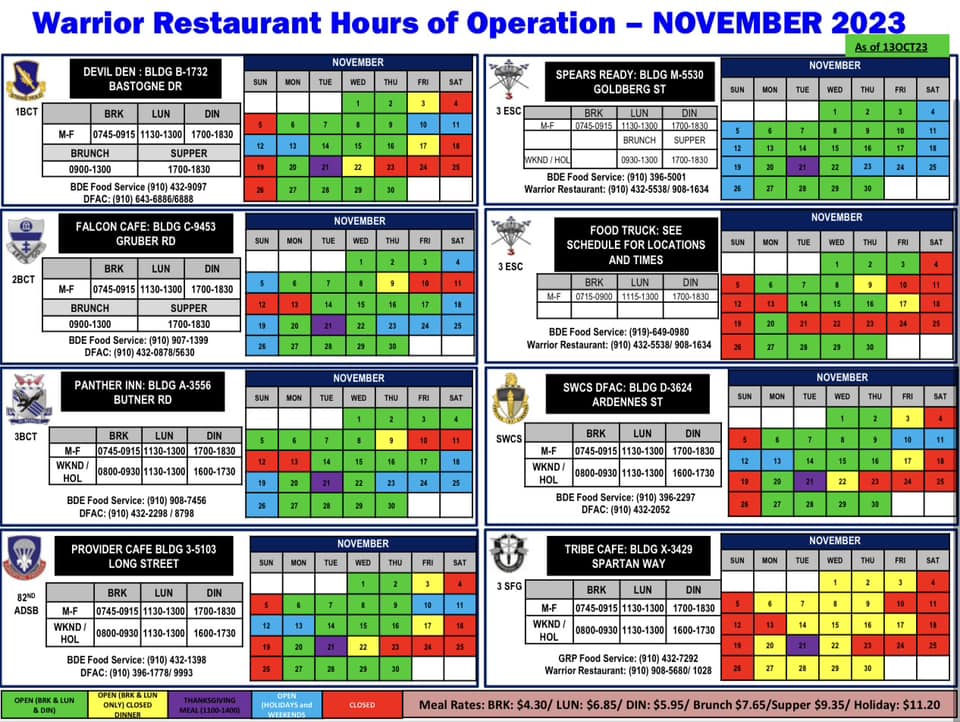 Warrior Restaurant Hours of Operation – NOVEMBER 2023
As of 13OCT23
1BCT
DEVIL DEN : BLDG B-1732
BASTOGNE DR
BRK LUN DIN
M-F 0745-0915 1130-1300 1700-1830
BRUNCH SUPPER
0900-1300 1700-1830
BDE Food Service (910) 432-9097
DFAC: (910) 643-6886/6888
NOVEMBER
SUN MON TUE WED THU FRI SAT
1 2 3 4
5 6 7 8 9 10 11
12 13 14 15 16 17 18
19 20 21 22 23 24 25
26 27 28 29 30
3 ESC
SPEARS READY: BLDG M-5530
GOLDBERG ST
BRK LUN DIN
M-F 0745-0915 1130-1300 1700-1830
BRUNCH SUPPER
WKND / HOL 0930-1300 1700-1830
BDE Food Service: (910) 396-5001
Warrior Restaurant: (910) 432-5538/ 908-1634
NOVEMBER
SUN MON TUE WED THU FRI SAT
1 2 3 4
5 6 7 8 9 10 11
12 13 14 15 16 17 18
19 20 21 22 23 24 25
26 27 28 29 30
2BCT
FALCON CAFE: BLDG C-9453
GRUBER RD
BRK LUN DIN
M-F 0745-0915 1130-1300 1700-1830
BRUNCH SUPPER
0900-1300 1700-1830
BDE Food Service: (910) 907-1399
DFAC: (910) 432-0878/5630
NOVEMBER
SUN MON TUE WED THU FRI SAT
1 2 3 4
5 6 7 8 9 10 11
12 13 14 15 16 17 18
19 20 21 22 23 24 25
26 27 28 29 30
3 ESC
FOOD TRUCK: SEE
SCHEDULE FOR LOCATIONS
AND TIMES
BRK LUN DIN
M-F 0715-0900 1115-1300 1700-1830
BDE Food Service: (919)-649-0980
Warrior Restaurant: (910) 432-5538/ 908-1634
NOVEMBER
SUN MON TUE WED THU FRI SAT
1 2 3 4
5 6 7 8 9 10 11
12 13 14 15 16 17 18
19 20 21 22 23 24 25
26 27 28 29 30
3BCT
PANTHER INN: BLDG A-3556
BUTNER RD
BRK LUN DIN
M-F 0745-0915 1130-1300 1700-1830
WKND / HOL 0800-0930 1130-1300 1600-1730
BDE Food Service: (910) 908-7456
DFAC: (910) 432-2298 / 8798
NOVEMBER
SUN MON TUE WED THU FRI SAT
1 2 3 4
5 6 7 8 9 10 11
12 13 14 15 16 17 18
19 20 21 22 23 24 25
26 27 28 29 30
SWCS
SWCS DFAC: BLDG D-3624
ARDENNES ST
BRK LUN DIN
M-F 0745-0915 1130-1300 1700-1830
WKND / HOL 0800-0930 1130-1300 1600-1730
BDE Food Service: (910) 396-2297
DFAC: (910) 432-2052
NOVEMBER
SUN MON TUE WED THU FRI SAT
1 2 3 4
5 6 7 8 9 10 11
12 13 14 15 16 17 18
19 20 21 22 23 24 25
26 27 28 29 30
82ND ADSB
PROVIDER CAFE BLDG 3-5103
LONG STREET
BRK LUN DIN
M-F 0745-0915 1130-1300 1700-1830
WKND / HOL 0800-0930 1130-1300 1600-1730
BDE Food Service: (910) 432-1398
DFAC: (910) 396-1778/ 9993
NOVEMBER
SUN MON TUE WED THU FRI SAT
1 2 3 4
5 6 7 8 9 10 11
12 13 14 15 16 17 18
19 20 21 22 23 24 25
26 27 28 29 30
3 SFG
TRIBE CAFE: BLDG X-3429
SPARTAN WAY
BRK LUN DIN
M-F 0745-0915 1130-1300 1700-1830
WKND / HOL 0800-0930 1130-1300 1600-1730
GRP Food Service: (910) 432-7292
Warrior Restaurant: (910) 908-5680/ 1028
NOVEMBER
SUN MON TUE WED THU FRI SAT
1 2 3 4
5 6 7 8 9 10 11
12 13 14 15 16 17 18
19 20 21 22 23 24 25
26 27 28 29 30
OPEN (BRK & LUN & DIN)
OPEN (BRK & LUN ONLY) CLOSED DINNER
THANKSGIVING MEAL (1100-1400)
OPEN (HOLIDAYS and WEEKENDS
CLOSED
Meal Rates: BRK: $4.30/ LUN: $6.85/ DIN: $5.95/ Brunch $7.65/Supper $9.35/ Holiday: $11.20